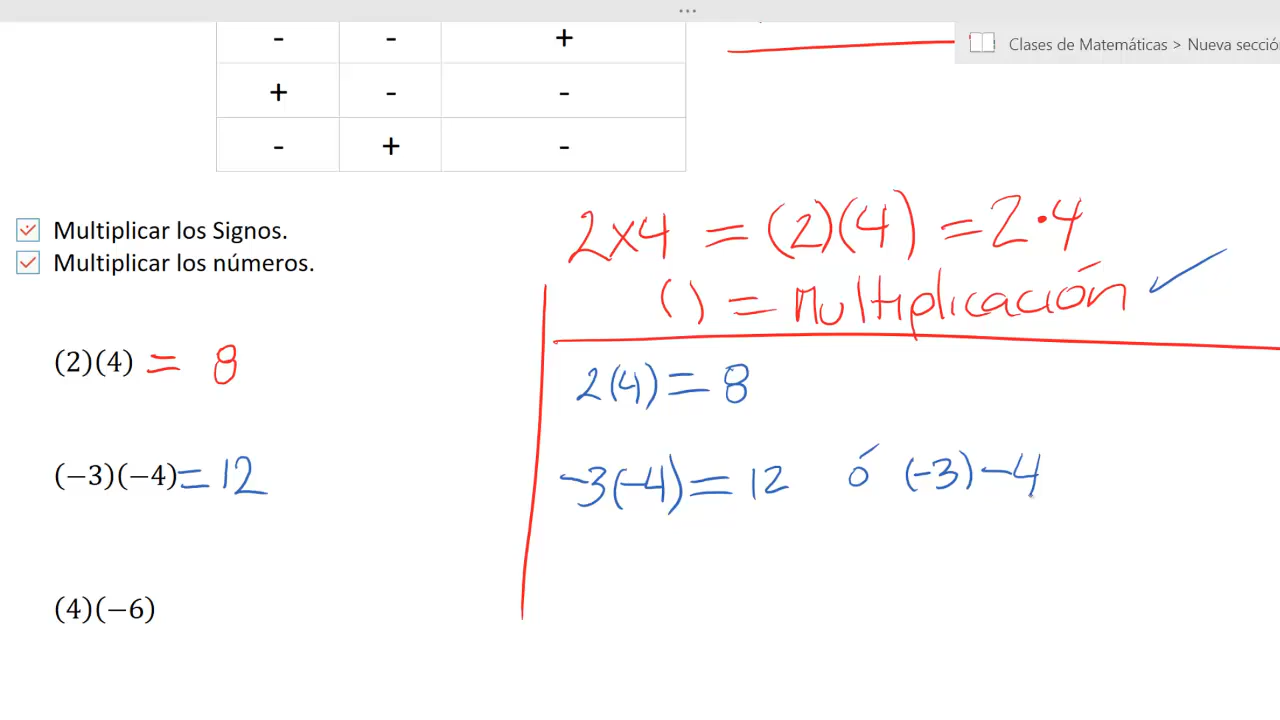 - - +
Clases de Matemáticas > Nueva secció
+ - -
- + -
Multiplicar los Signos.
Multiplicar los números.
2x4 = (2)(4) = 2·4
() = Multiplicación
(2)(4) = 8
2(4) = 8
(−3)(−4) = 12
-3(-4) = 12 ó (-3)-4
(4)(−6)